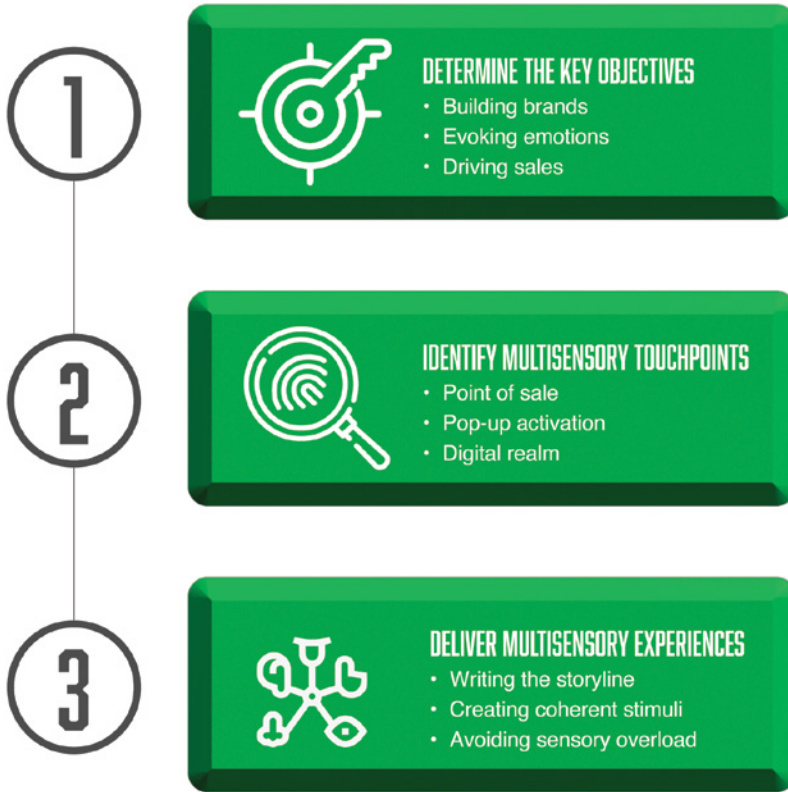 1
DETERMINE THE KEY OBJECTIVES
• Building brands
• Evoking emotions
• Driving sales
2
IDENTIFY MULTISENSORY TOUCHPOINTS
• Point of sale
• Pop-up activation
• Digital realm
3
DELIVER MULTISENSORY EXPERIENCES
• Writing the storyline
• Creating coherent stimuli
• Avoiding sensory overload